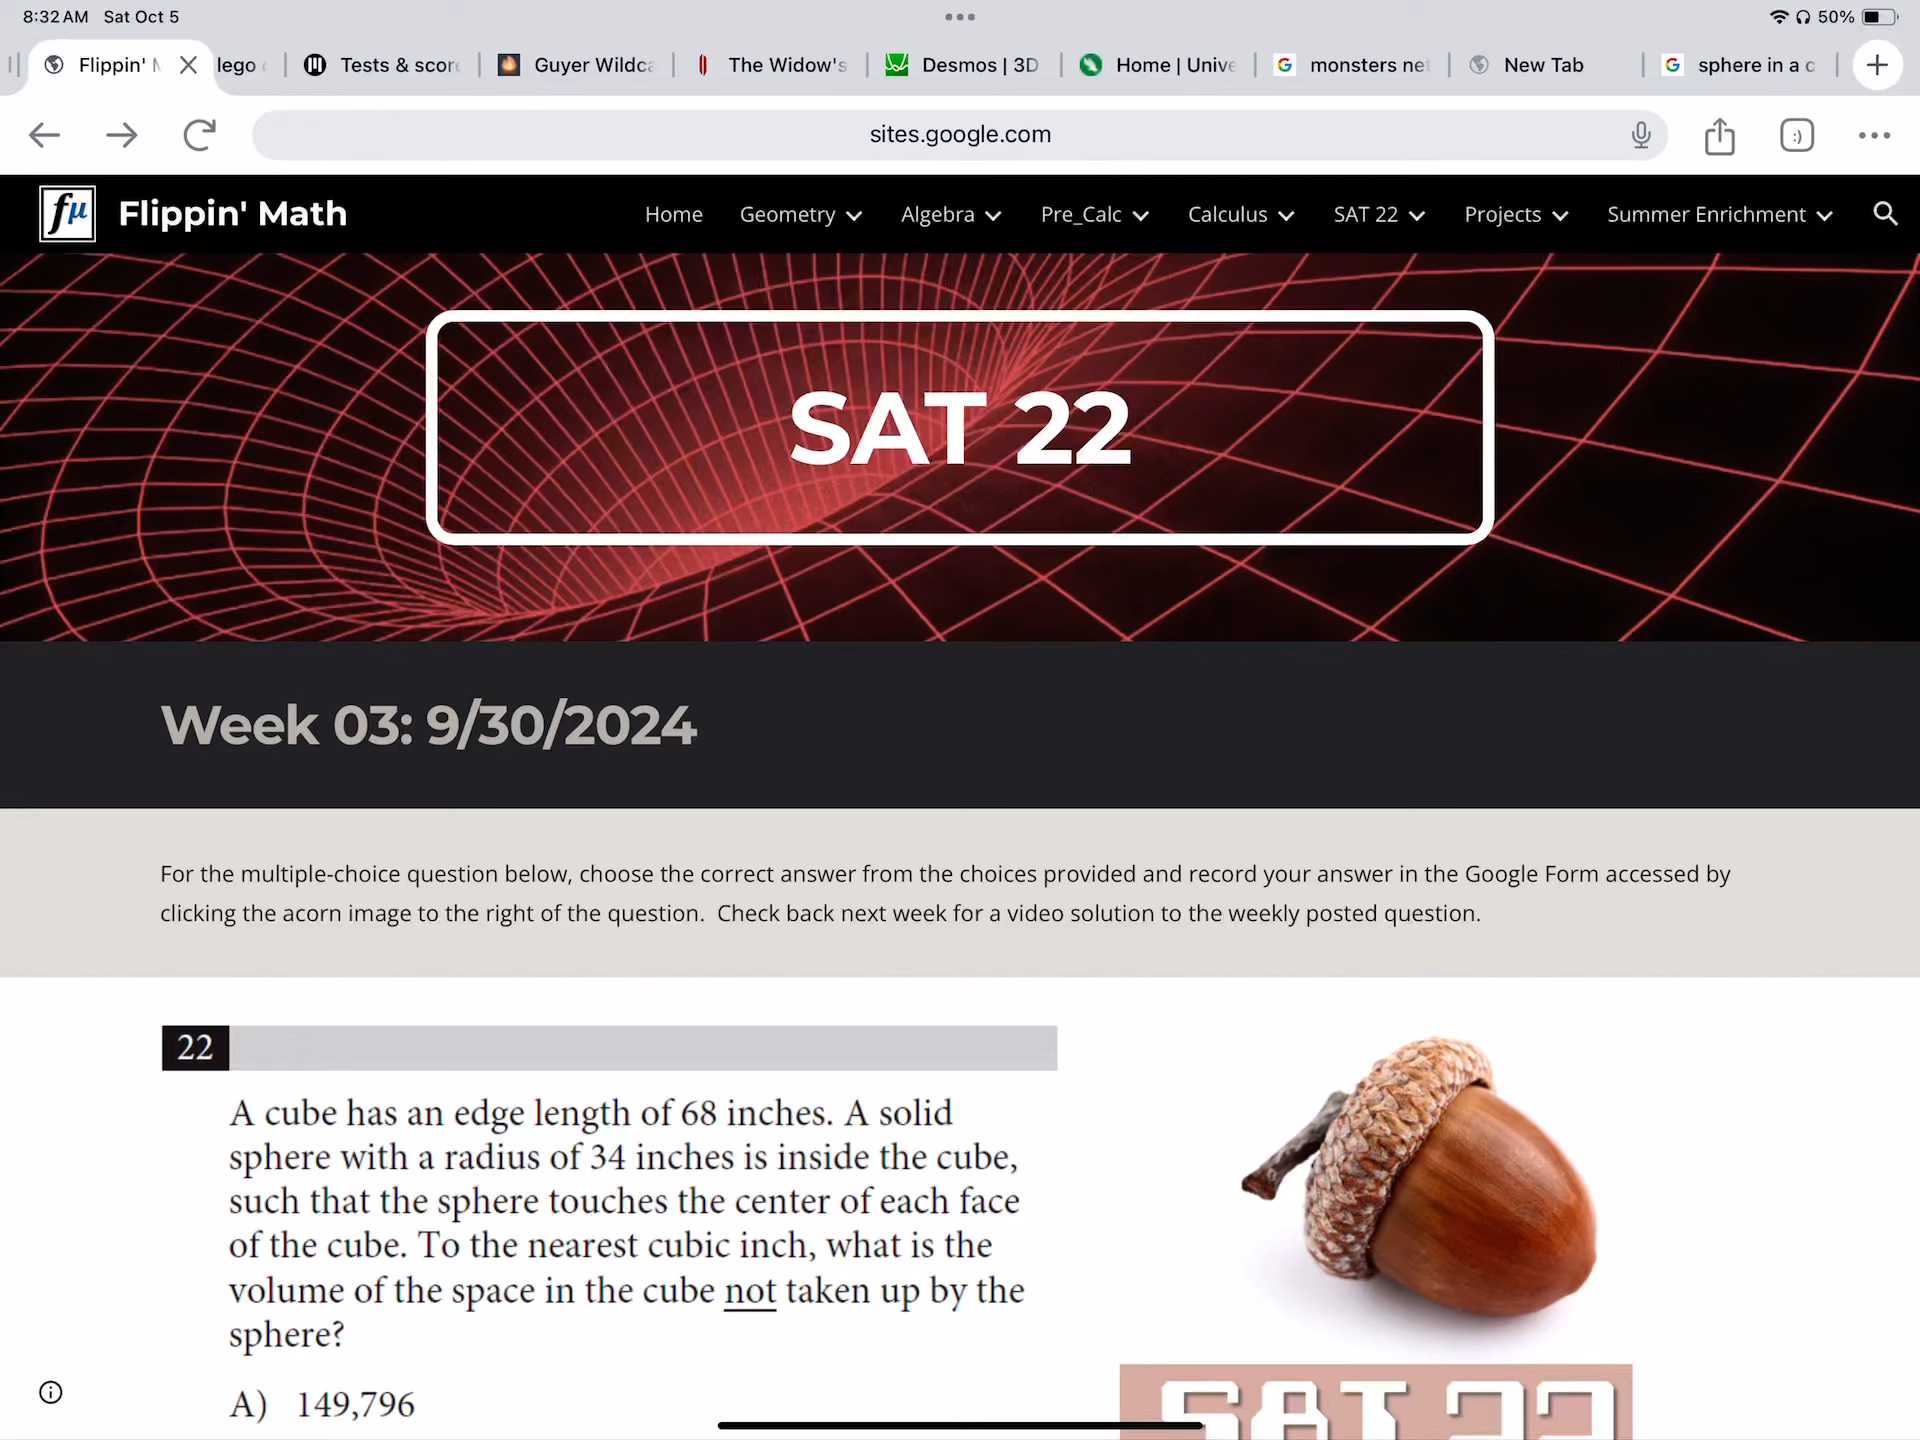 8:32 AM Sat Oct 5
50%
Flippin' M
lego
Tests & score
Guyer Wildca
The Widow's
Desmos | 3D
Home | Unive
monsters net
New Tab
sphere in a c
sites.google.com
fμ
Flippin' Math
Home
Geometry
Algebra
Pre_Calc
Calculus
SAT 22
Projects
Summer Enrichment
SAT 22
Week 03: 9/30/2024
For the multiple-choice question below, choose the correct answer from the choices provided and record your answer in the Google Form accessed by
clicking the acorn image to the right of the question. Check back next week for a video solution to the weekly posted question.
22
A cube has an edge length of 68 inches. A solid
sphere with a radius of 34 inches is inside the cube,
such that the sphere touches the center of each face
of the cube. To the nearest cubic inch, what is the
volume of the space in the cube not taken up by the
sphere?
A) 149,796
SAT 22